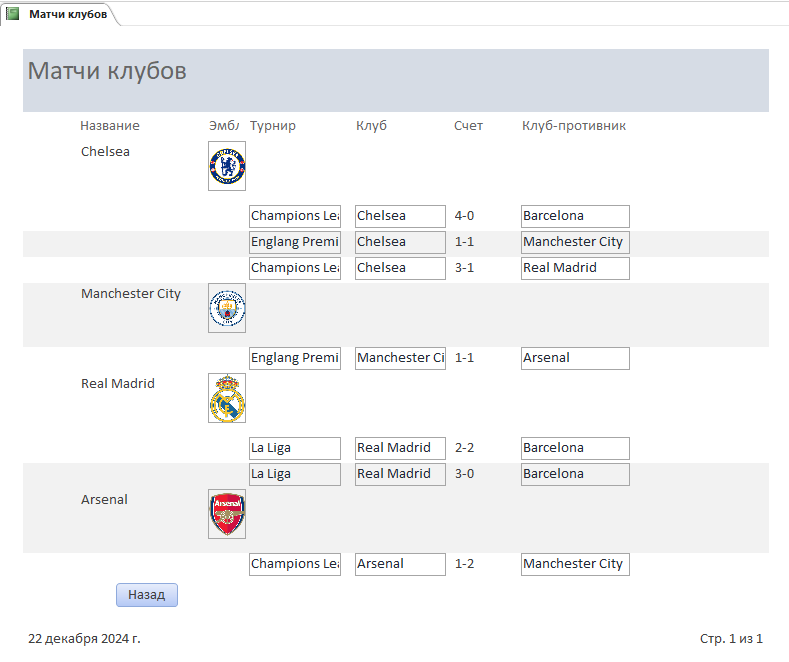 Матчи клубов
Матчи клубов
Название Эмбл Турнир Клуб Счет Клуб-противник
Chelsea
Champions Lea Chelsea 4-0 Barcelona
Englang Premi Chelsea 1-1 Manchester City
Champions Lea Chelsea 3-1 Real Madrid
Manchester City
Englang Premi Manchester Ci 1-1 Arsenal
Real Madrid
La Liga Real Madrid 2-2 Barcelona
La Liga Real Madrid 3-0 Barcelona
Arsenal
Arsenal
Champions Lea Arsenal 1-2 Manchester City
Назад
22 декабря 2024 г. Стр. 1 из 1